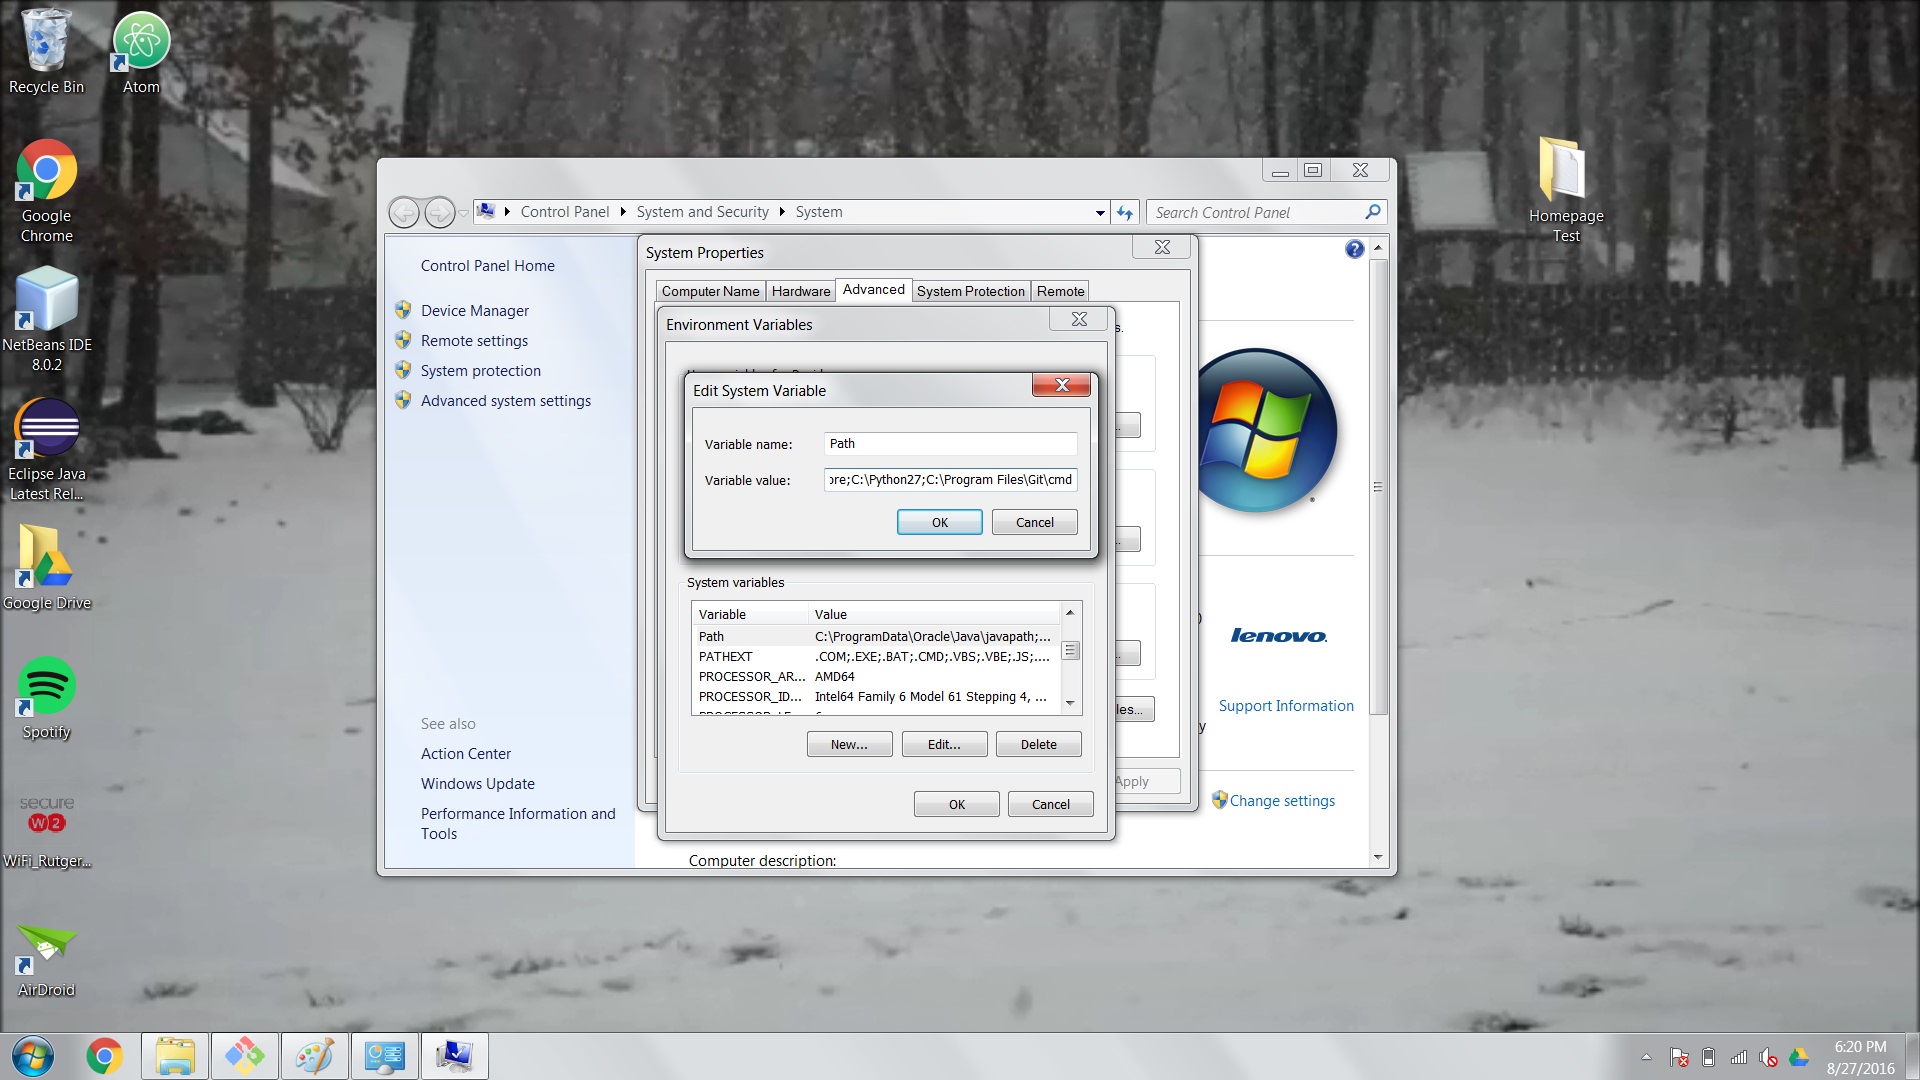 Recycle Bin
Atom
Google
Chrome
NetBeans IDE
8.0.2
Eclipse Java
Latest Rel...
Google Drive
Spotify
secure
W2
WiFi_Rutger...
AirDroid
Homepage
Test
Control Panel
System and Security
System
Search Control Panel
Control Panel Home
Device Manager
Remote settings
System protection
Advanced system settings
See also
Action Center
Windows Update
Performance Information and
Tools
System Properties
Computer Name
Hardware
Advanced
System Protection
Remote
s.
Environment Variables
Edit System Variable
Variable name:
Path
Variable value:
ore;C:\Python27;C:\Program Files\Git\cmd
OK
Cancel
System variables
Variable
Value
Path
C:\ProgramData\Oracle\Java\javapath;...
PATHEXT
.COM;.EXE;.BAT;.CMD;.VBS;.VBE;.JS;....
PROCESSOR_AR...
AMD64
PROCESSOR_ID...
Intel64 Family 6 Model 61 Stepping 4, ...
New...
Edit...
Delete
OK
Cancel
les...
Apply
lenovo.
Support Information
y
Change settings
Computer description:
6:20 PM
8/27/2016